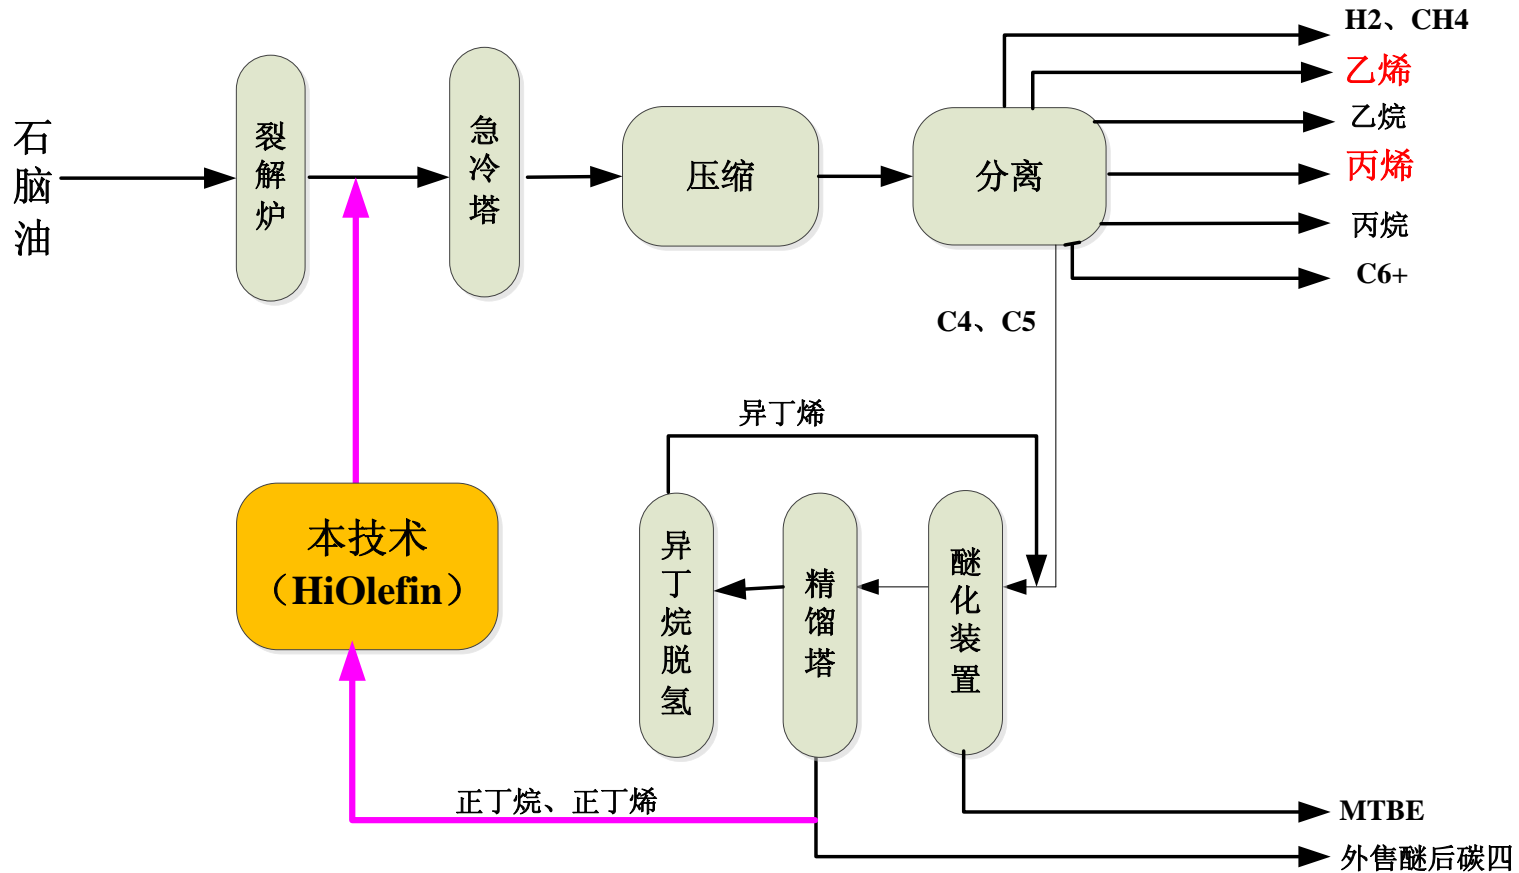 H2、CH4
乙烯
乙烷
丙烯
丙烷
C6+
石脑油
裂解炉
急冷塔
压缩
分离
C4、C5
异丁烯
本技术
（HiOlefin）
异丁烷脱氢
精馏塔
醚化装置
正丁烷、正丁烯
MTBE
外售醚后碳四